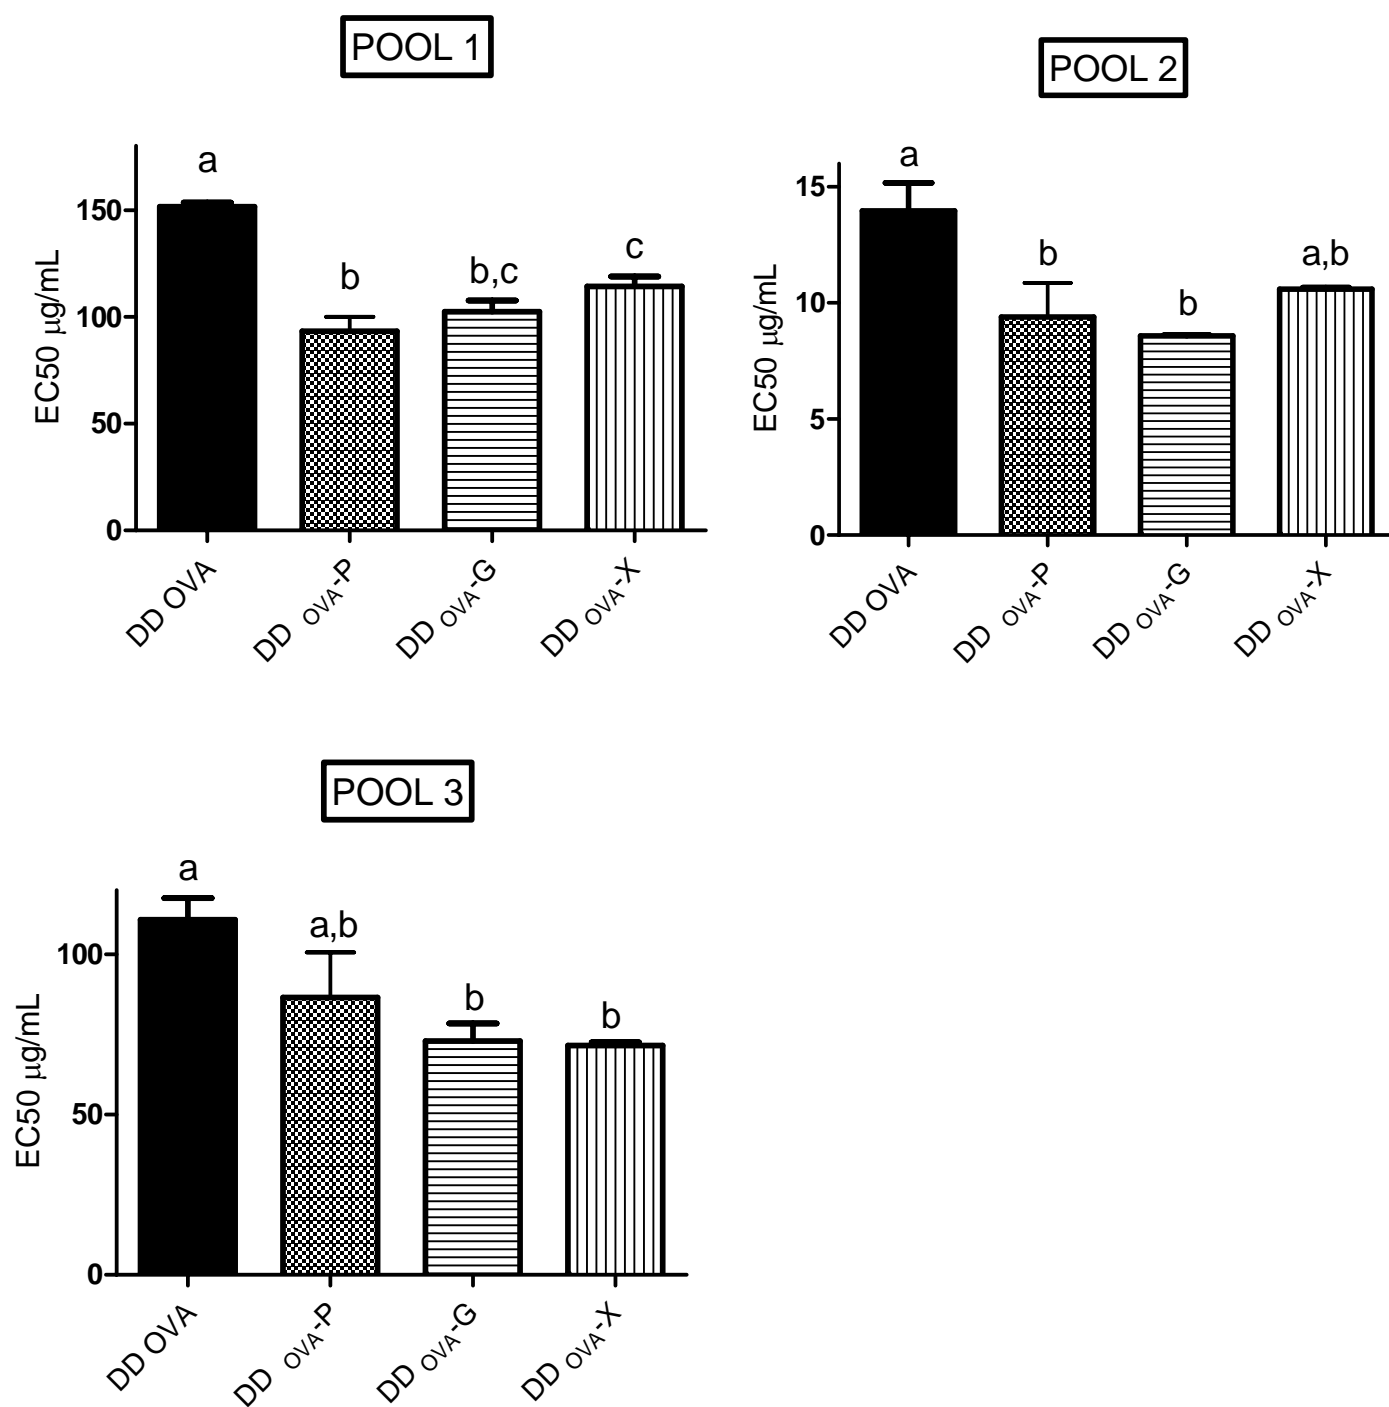 POOL 1
a
b
b,c
c
EC50 μg/mL
150
100
50
0
DD OVA
DD OVA-P
DD OVA-G
DD OVA-X
POOL 2
a
b
b
a,b
EC50 μg/mL
15
10
5
0
DD OVA
DD OVA-P
DD OVA-G
DD OVA-X
POOL 3
a
a,b
b
b
EC50 μg/mL
100
50
0
DD OVA
DD OVA-P
DD OVA-G
DD OVA-X